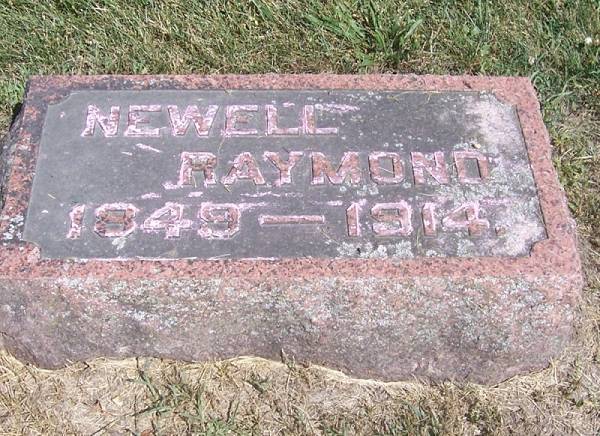 NEWELL
RAYMOND
1849 — 1914.